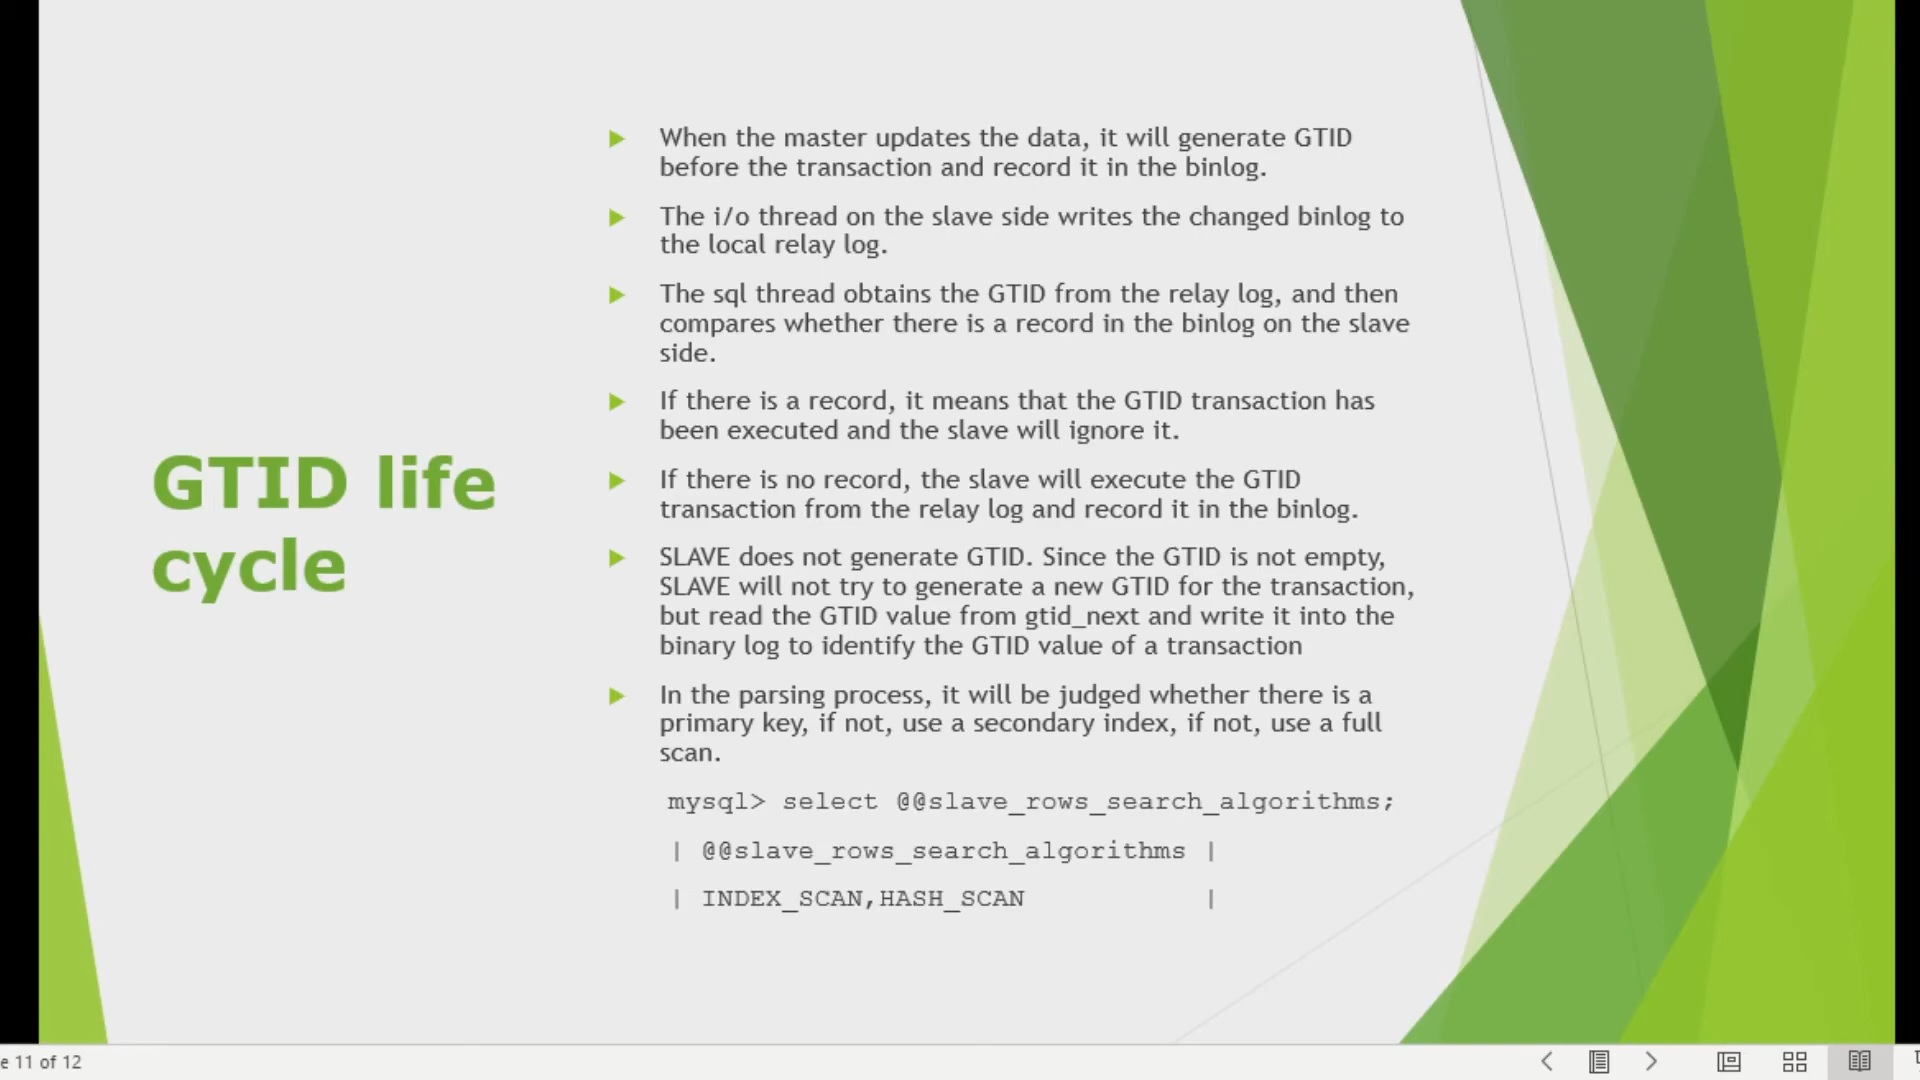 GTID life
cycle
When the master updates the data, it will generate GTID
before the transaction and record it in the binlog.
The i/o thread on the slave side writes the changed binlog to
the local relay log.
The sql thread obtains the GTID from the relay log, and then
compares whether there is a record in the binlog on the slave
side.
If there is a record, it means that the GTID transaction has
been executed and the slave will ignore it.
If there is no record, the slave will execute the GTID
transaction from the relay log and record it in the binlog.
SLAVE does not generate GTID. Since the GTID is not empty,
SLAVE will not try to generate a new GTID for the transaction,
but read the GTID value from gtid_next and write it into the
binary log to identify the GTID value of a transaction
In the parsing process, it will be judged whether there is a
primary key, if not, use a secondary index, if not, use a full
scan.
mysql> select @@slave_rows_search_algorithms;
| @@slave_rows_search_algorithms |
| INDEX_SCAN,HASH_SCAN |
e 11 of 12